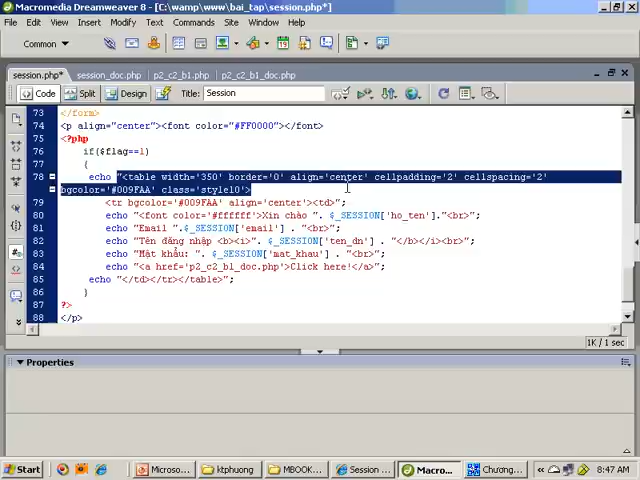 Macromedia Dreamweaver 8 - [C:\wamp\www\bai_tap\session.php*]
File Edit View Insert Modify Text Commands Site Window Help
Common
session.php* session_doc.php p2_c2_b1.php p2_c2_b1_doc.php
Code Split Design Title: Session
73 </form>
74 <p align="center"><font color="#FF0000"></font>
75 <?php
76 if($flag==1)
77 {
78 echo "<table width='350' border='0' align='center' cellpadding='2' cellspacing='2'
bgcolor='#009FAA' class='style10'>
79 <tr bgcolor='#009FAA' align='center'><td>";
80 echo "<font color='#ffffff'>Xin chào ". $_SESSION['ho_ten']."<br>";
81 echo "Email ".$_SESSION['email'] . "<br>";
82 echo "Tên đăng nhập <b><i>". $_SESSION['ten_dn'] . "</b></i><br>";
83 echo "Mật khẩu: ". $_SESSION['mat_khau'] . "<br>";
84 echo "<a href='p2_c2_b1_doc.php'>Click here!</a>";
85 echo "</td></tr></table>";
86 }
87 ?>
88 </p>
1K / 1 sec
Properties
Start Microso... ktphuong MBOOK... Session ... Macro... Chương... 8:47 AM